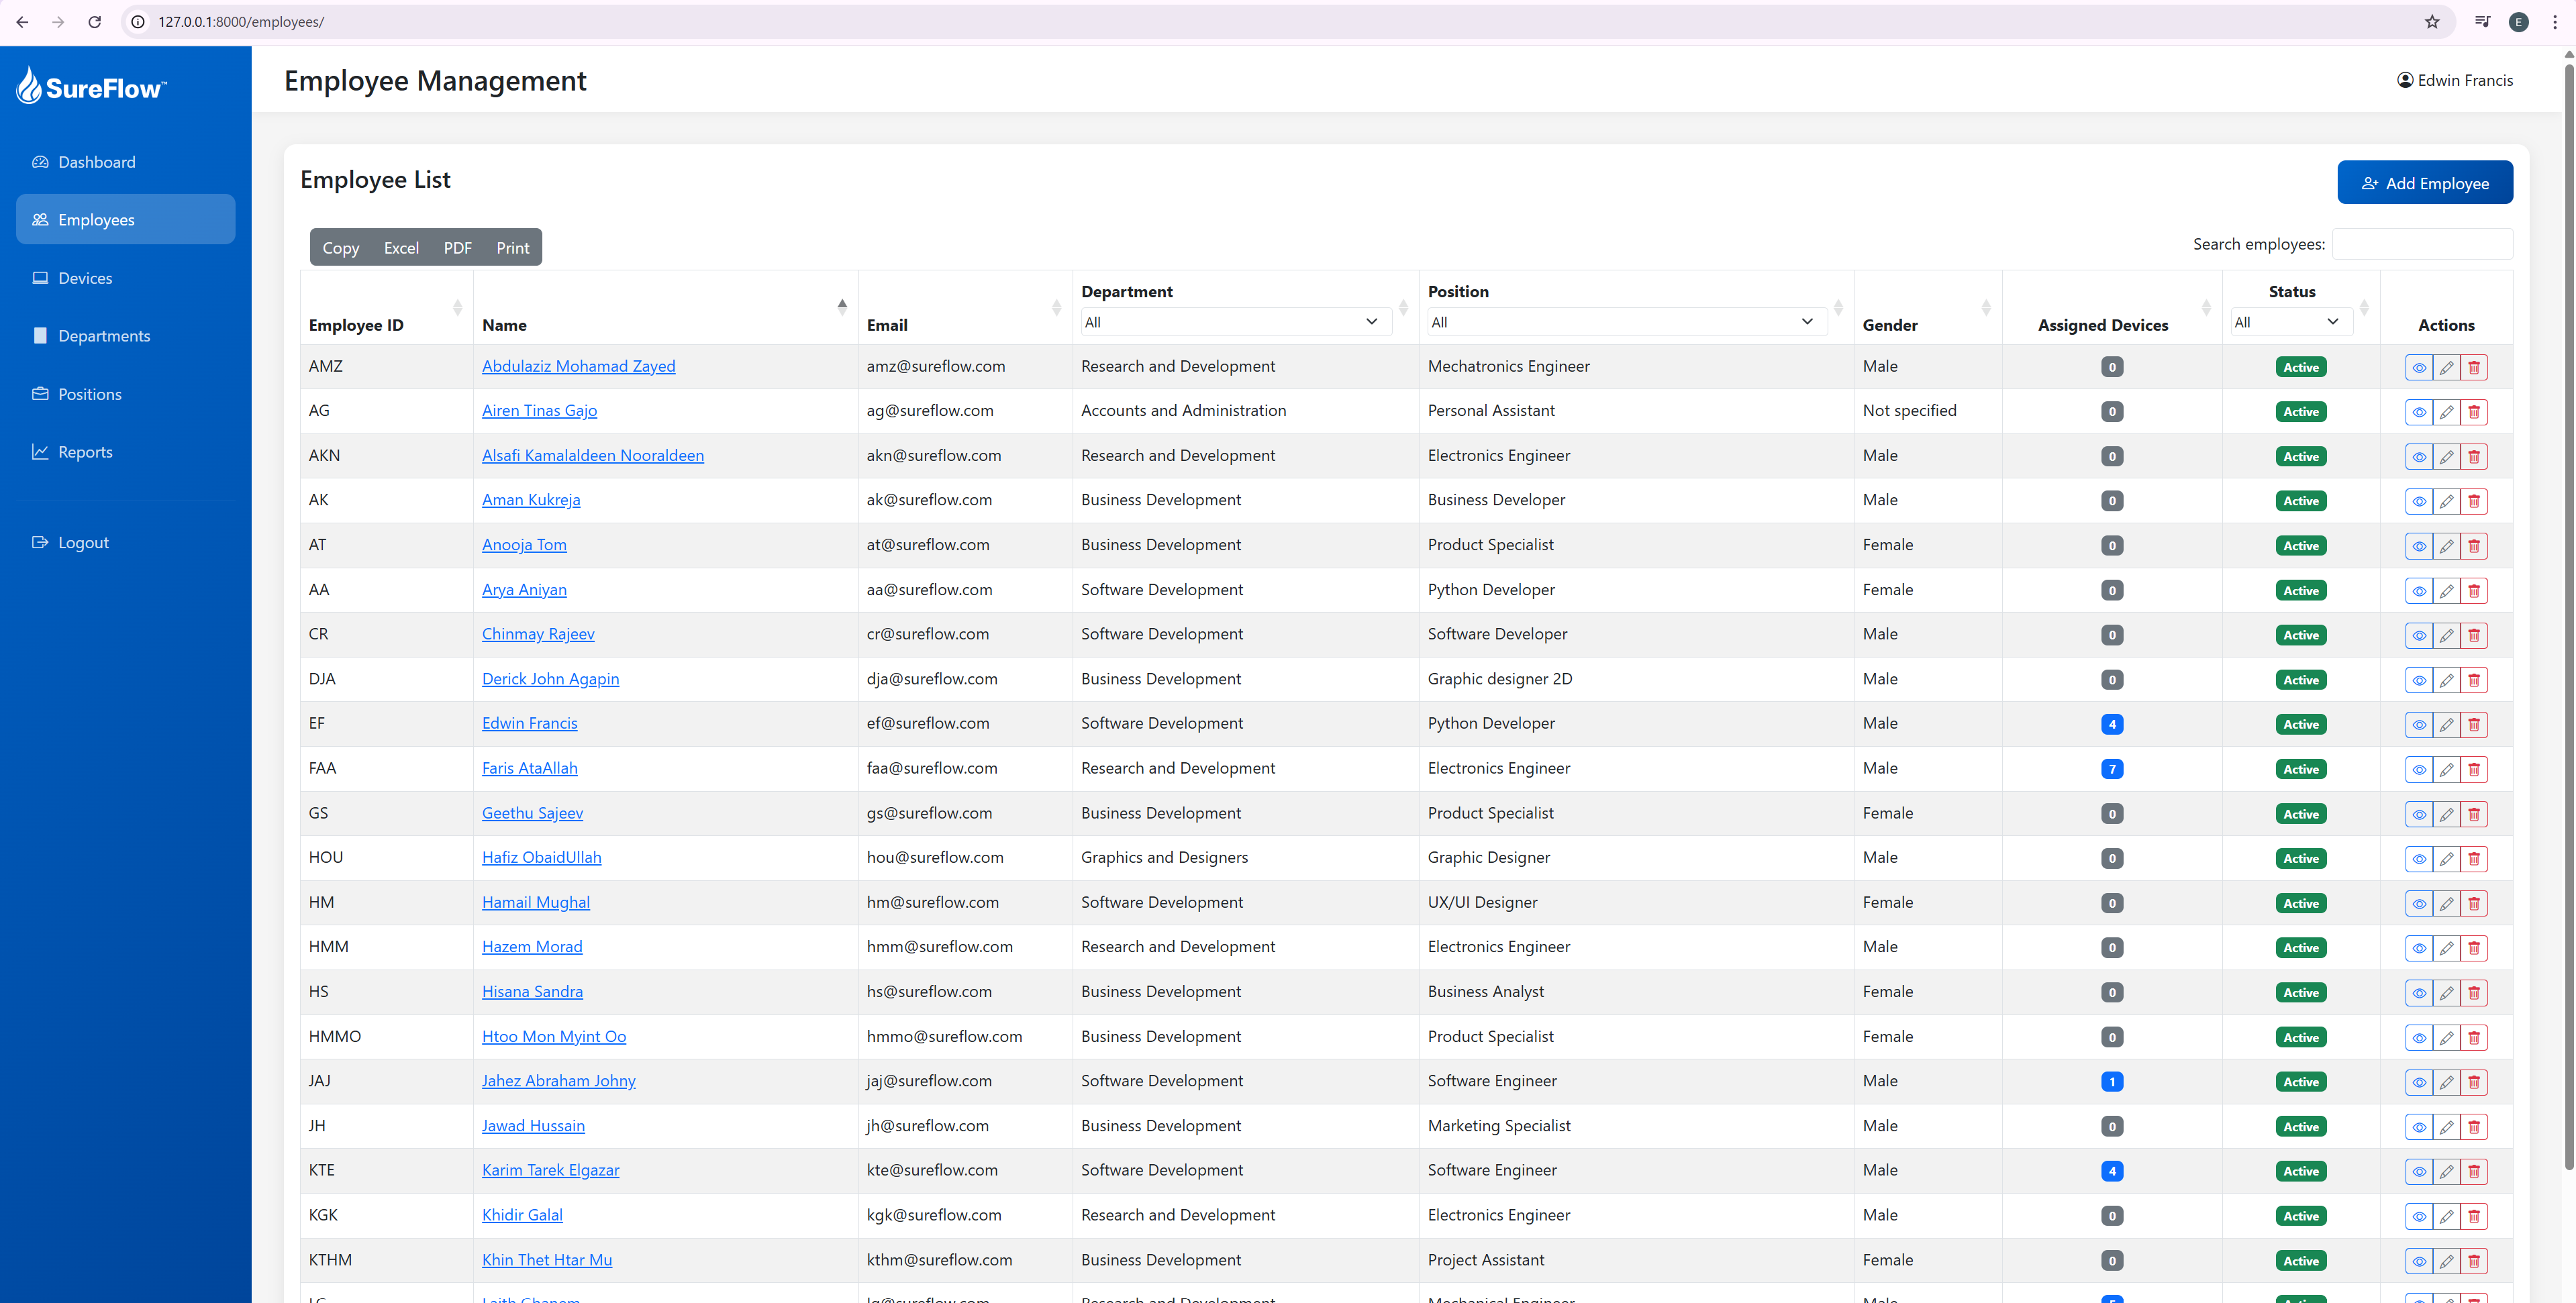 127.0.0.1:8000/employees/
E
SureFlow™
Employee Management
Edwin Francis
Dashboard
Employees
Devices
Departments
Positions
Reports
Logout
Employee List
Add Employee
Copy Excel PDF Print
Search employees:
Employee ID Name Email Department All Position All Gender Assigned Devices Status All Actions
AMZ Abdulaziz Mohamad Zayed amz@sureflow.com Research and Development Mechatronics Engineer Male 0 Active
AG Airen Tinas Gajo ag@sureflow.com Accounts and Administration Personal Assistant Not specified 0 Active
AKN Alsafi Kamalaldeen Nooraldeen akn@sureflow.com Research and Development Electronics Engineer Male 0 Active
AK Aman Kukreja ak@sureflow.com Business Development Business Developer Male 0 Active
AT Anooja Tom at@sureflow.com Business Development Product Specialist Female 0 Active
AA Arya Aniyan aa@sureflow.com Software Development Python Developer Female 0 Active
CR Chinmay Rajeev cr@sureflow.com Software Development Software Developer Male 0 Active
DJA Derick John Agapin dja@sureflow.com Business Development Graphic designer 2D Male 0 Active
EF Edwin Francis ef@sureflow.com Software Development Python Developer Male 4 Active
FAA Faris AtaAllah faa@sureflow.com Research and Development Electronics Engineer Male 7 Active
GS Geethu Sajeev gs@sureflow.com Business Development Product Specialist Female 0 Active
HOU Hafiz ObaidUllah hou@sureflow.com Graphics and Designers Graphic Designer Male 0 Active
HM Hamail Mughal hm@sureflow.com Software Development UX/UI Designer Female 0 Active
HMM Hazem Morad hmm@sureflow.com Research and Development Electronics Engineer Male 0 Active
HS Hisana Sandra hs@sureflow.com Business Development Business Analyst Female 0 Active
HMMO Htoo Mon Myint Oo hmmo@sureflow.com Business Development Product Specialist Female 0 Active
JAJ Jahez Abraham Johny jaj@sureflow.com Software Development Software Engineer Male 1 Active
JH Jawad Hussain jh@sureflow.com Business Development Marketing Specialist Male 0 Active
KTE Karim Tarek Elgazar kte@sureflow.com Software Development Software Engineer Male 4 Active
KGK Khidir Galal kgk@sureflow.com Research and Development Electronics Engineer Male 0 Active
KTHM Khin Thet Htar Mu kthm@sureflow.com Business Development Project Assistant Female 0 Active